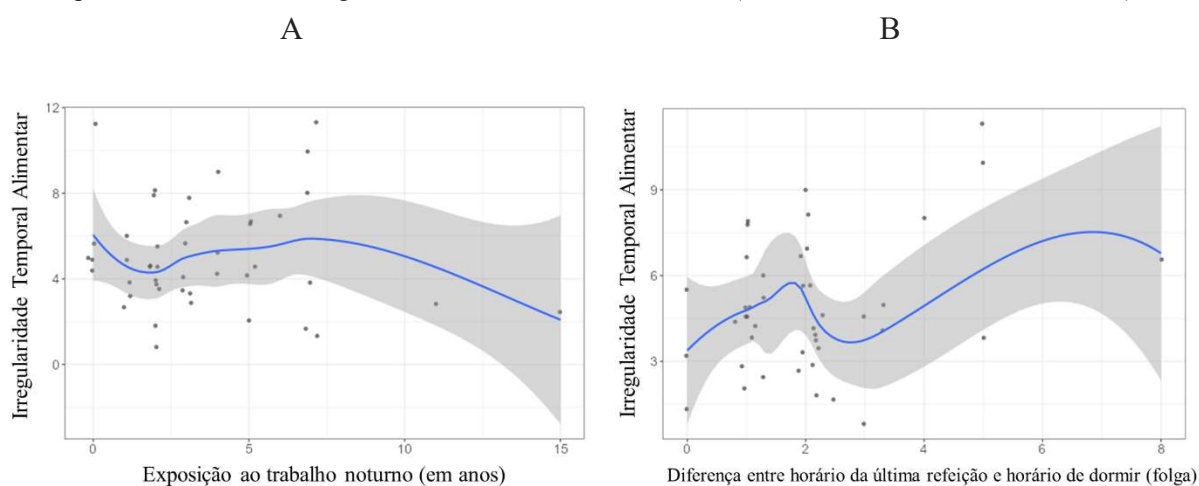 A
B
Irregularidade Temporal Alimentar
12
8
4
0
0
5
10
15
Exposição ao trabalho noturno (em anos)
Irregularidade Temporal Alimentar
9
6
3
0
2
4
6
8
Diferença entre horário da última refeição e horário de dormir (folga)